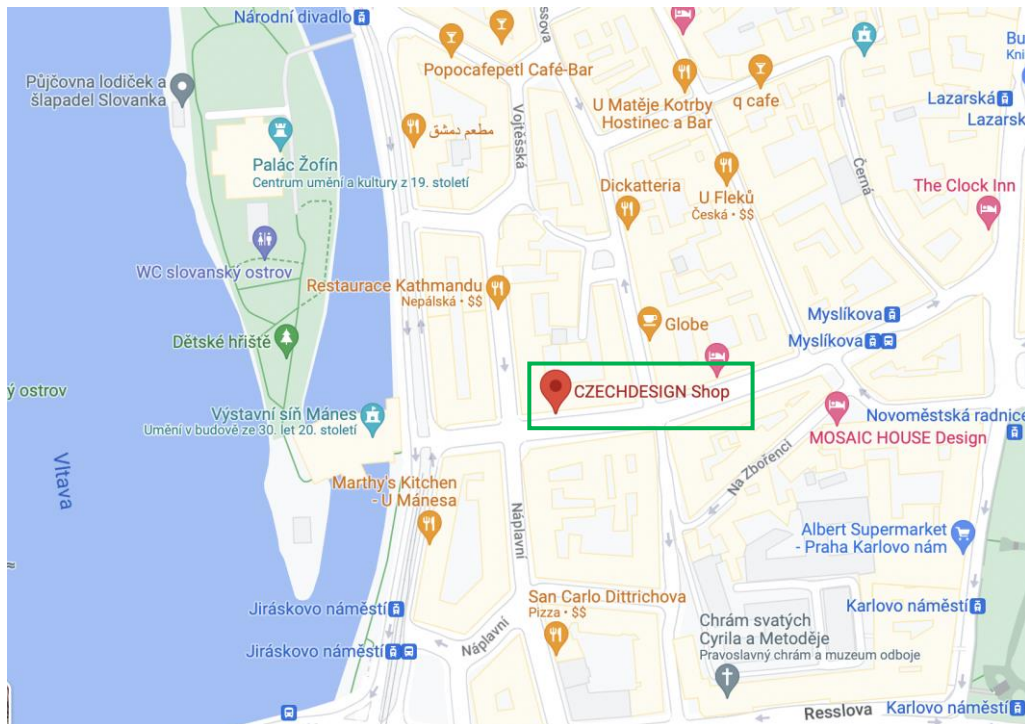 Národní divadlo
ssova
Popocafepetl Café-Bar
Bu
Kni
Půjčovna lodiček a
šlapadel Slovanka
U Matěje Kotrby
Hostinec a Bar
q cafe
Lazarská
Lazarsk
مطعم دمشق
Vojtěšská
Palác Žofín
Centrum umění a kultury z 19. století
Dickatteria
U Fleků
Česká • $$
Černá
The Clock Inn
WC slovanský ostrov
Restaurace Kathmandu
Nepálská • $$
Myslíkova
Globe
Myslíkova
Dětské hřiště
ý ostrov
CZECHDESIGN Shop
Výstavní síň Mánes
Umění v budově ze 30. let 20. století
Novoměstská radnice
MOSAIC HOUSE Design
Vltava
Na Zbořenci
Marthy's Kitchen
- U Mánesa
Náplavní
Albert Supermarket
- Praha Karlovo nám
San Carlo Dittrichova
Pizza • $$
Jiráskovo náměstí
Karlovo náměstí
Chrám svatých
Cyrila a Metoděje
Pravoslavný chrám a muzeum odboje
Náplavní
Jiráskovo náměstí
Resslova
Karlovo náměstí